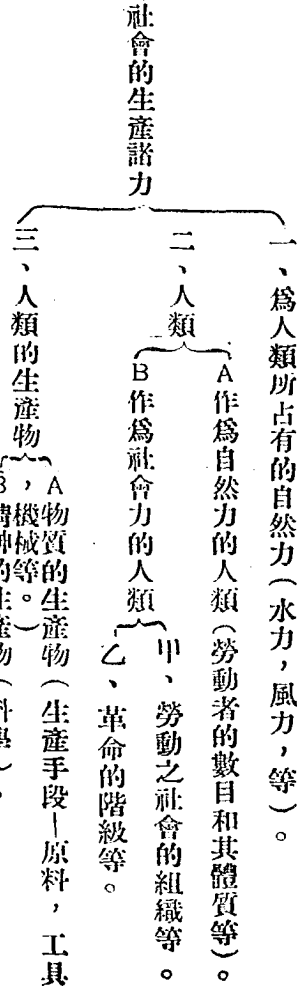 社會的生產諸力
一、爲人類所占有的自然力(水力,風力,等)。
二、人類
A作爲自然力的人類(勞動者的數目和其體質等)。
B作爲社會力的人類
甲、勞動之社會的組織等。
乙、革命的階級等。
三、人類的生產物
A物質的生產物(生產手段—原料,工具
,機械等。)
B精神的生產物(科學)。